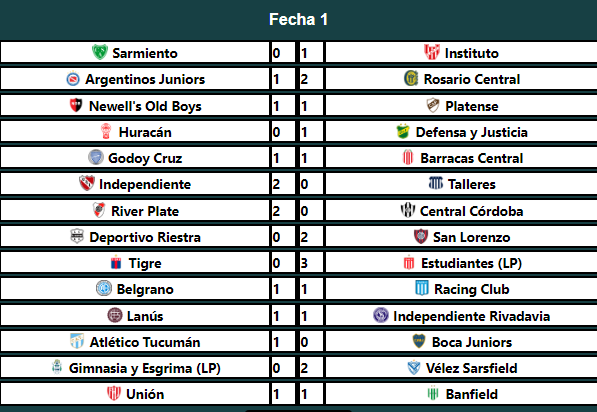 Fecha 1
Sarmiento 0 1 Instituto
Argentinos Juniors 1 2 Rosario Central
Newell's Old Boys 1 1 Platense
Huracán 0 1 Defensa y Justicia
Godoy Cruz 1 1 Barracas Central
Independiente 2 0 Talleres
River Plate 2 0 Central Córdoba
Deportivo Riestra 0 2 San Lorenzo
Tigre 0 3 Estudiantes (LP)
Belgrano 1 1 Racing Club
Lanús 1 1 Independiente Rivadavia
Atlético Tucumán 1 0 Boca Juniors
Gimnasia y Esgrima (LP) 0 2 Vélez Sarsfield
Unión 1 1 Banfield